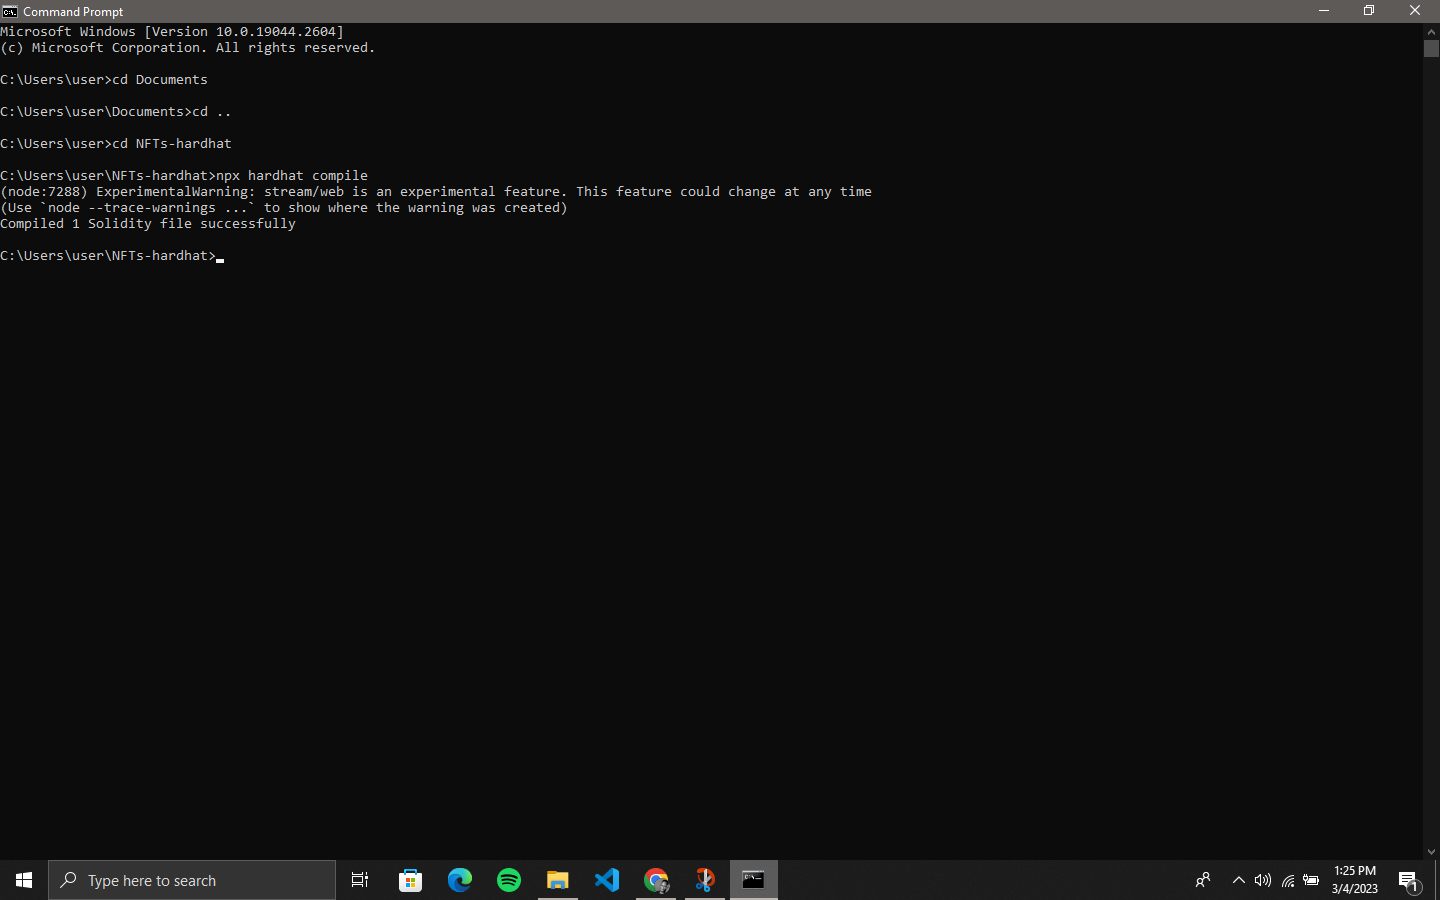 Command Prompt
Microsoft Windows [Version 10.0.19044.2604]
(c) Microsoft Corporation. All rights reserved.
C:\Users\user>cd Documents
C:\Users\user\Documents>cd ..
C:\Users\user>cd NFTs-hardhat
C:\Users\user\NFTs-hardhat>npx hardhat compile
(node:7288) ExperimentalWarning: stream/web is an experimental feature. This feature could change at any time
(Use `node --trace-warnings ...` to show where the warning was created)
Compiled 1 Solidity file successfully
C:\Users\user\NFTs-hardhat>
Type here to search
1:25 PM
3/4/2023
1